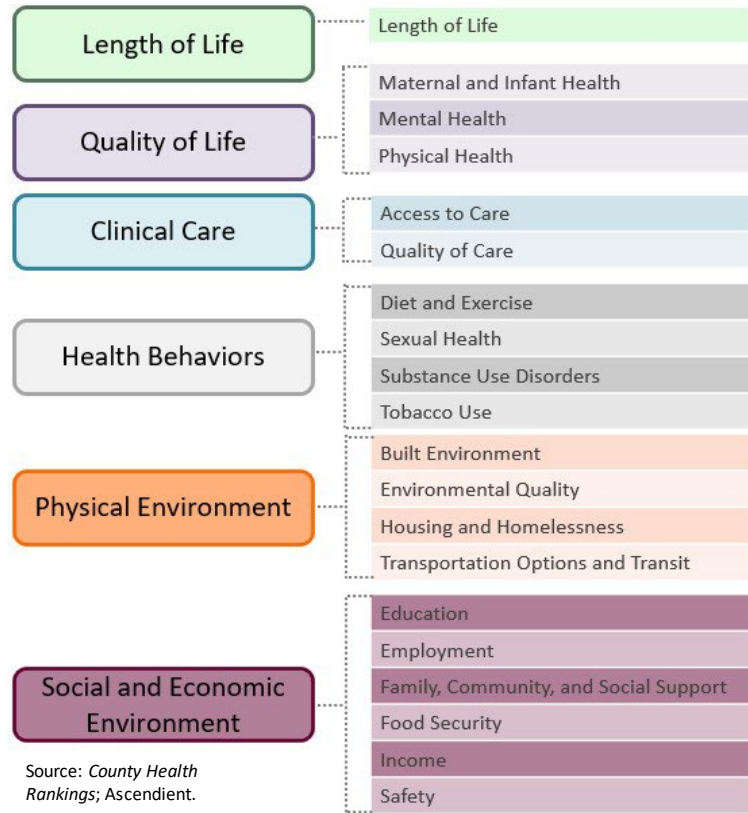 Length of Life
Length of Life
Quality of Life
Maternal and Infant Health
Mental Health
Physical Health
Clinical Care
Access to Care
Quality of Care
Health Behaviors
Diet and Exercise
Sexual Health
Substance Use Disorders
Tobacco Use
Physical Environment
Built Environment
Environmental Quality
Housing and Homelessness
Transportation Options and Transit
Social and Economic
Environment
Education
Employment
Family, Community, and Social Support
Food Security
Income
Safety
Source: County Health
Rankings; Ascendient.